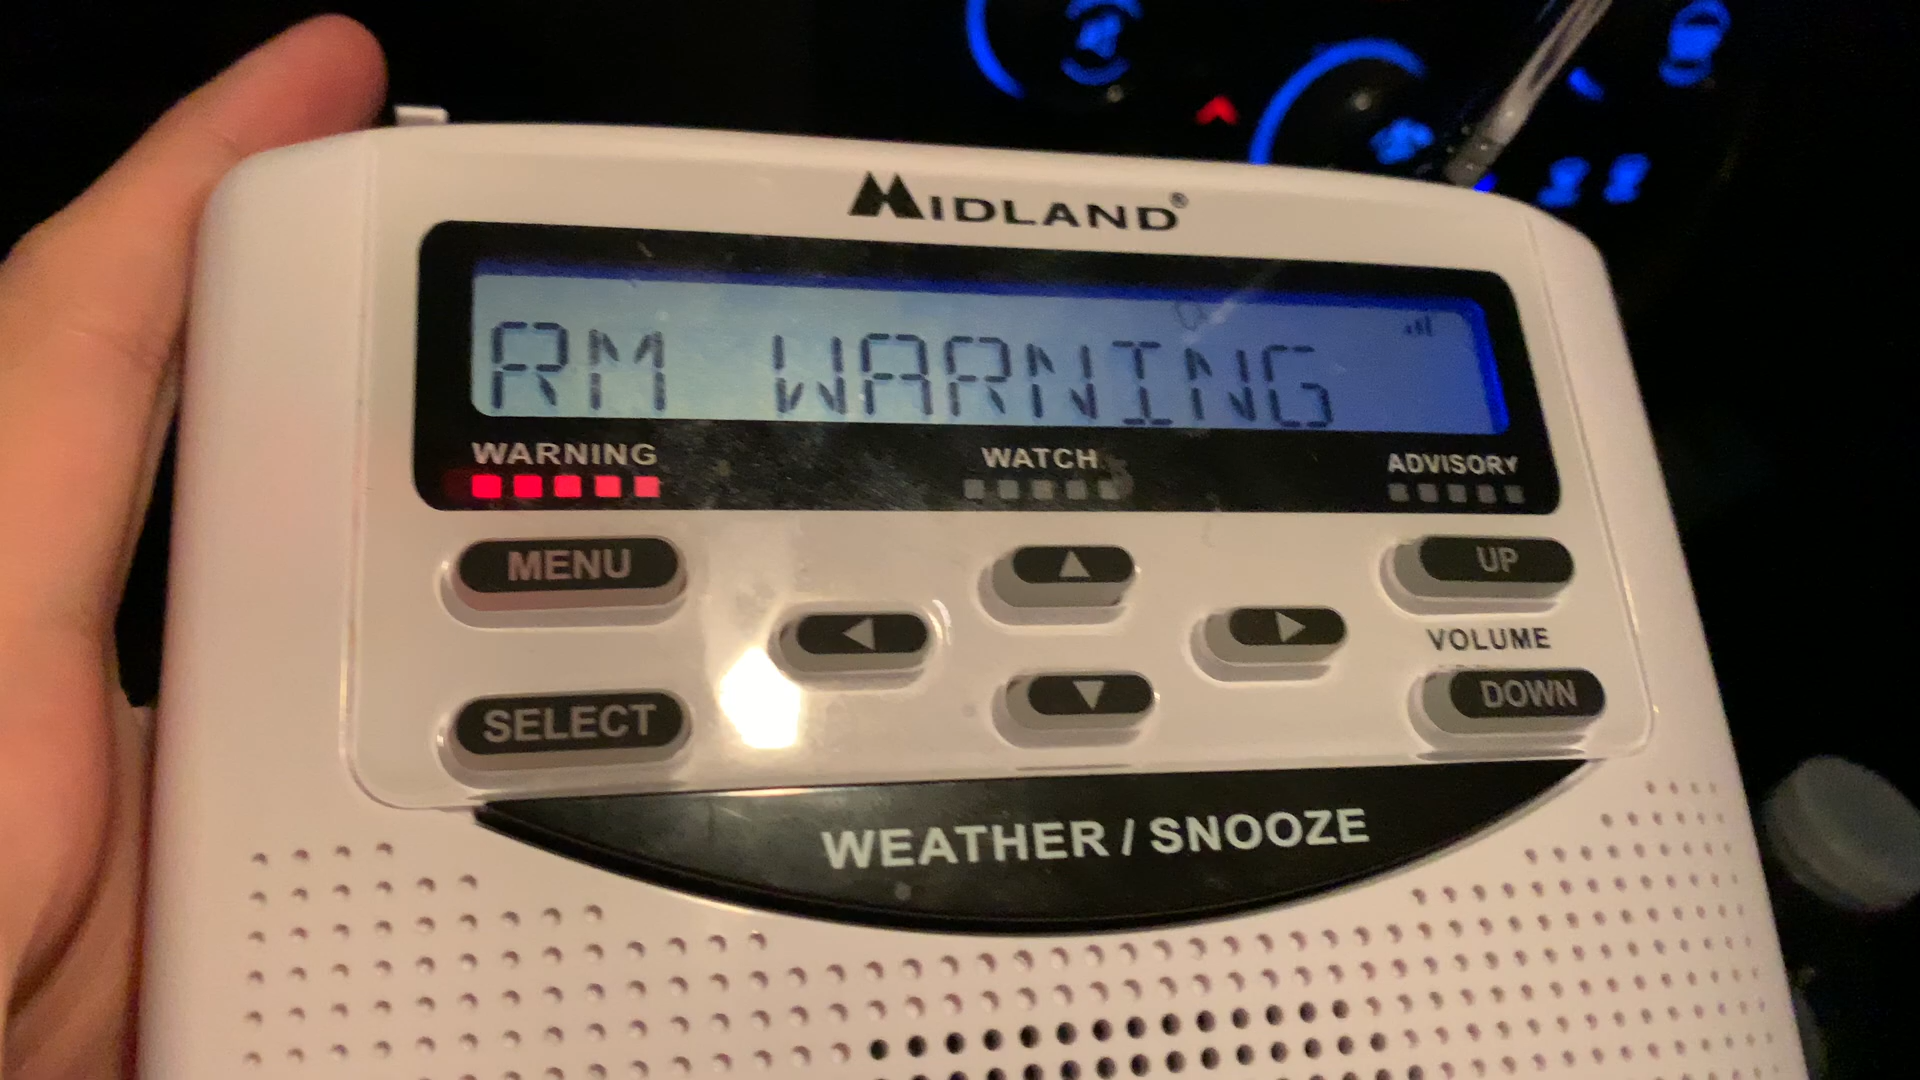 MIDLAND®
RM WARNING
WARNING WATCH ADVISORY
MENU UP
VOLUME
SELECT DOWN
WEATHER / SNOOZE